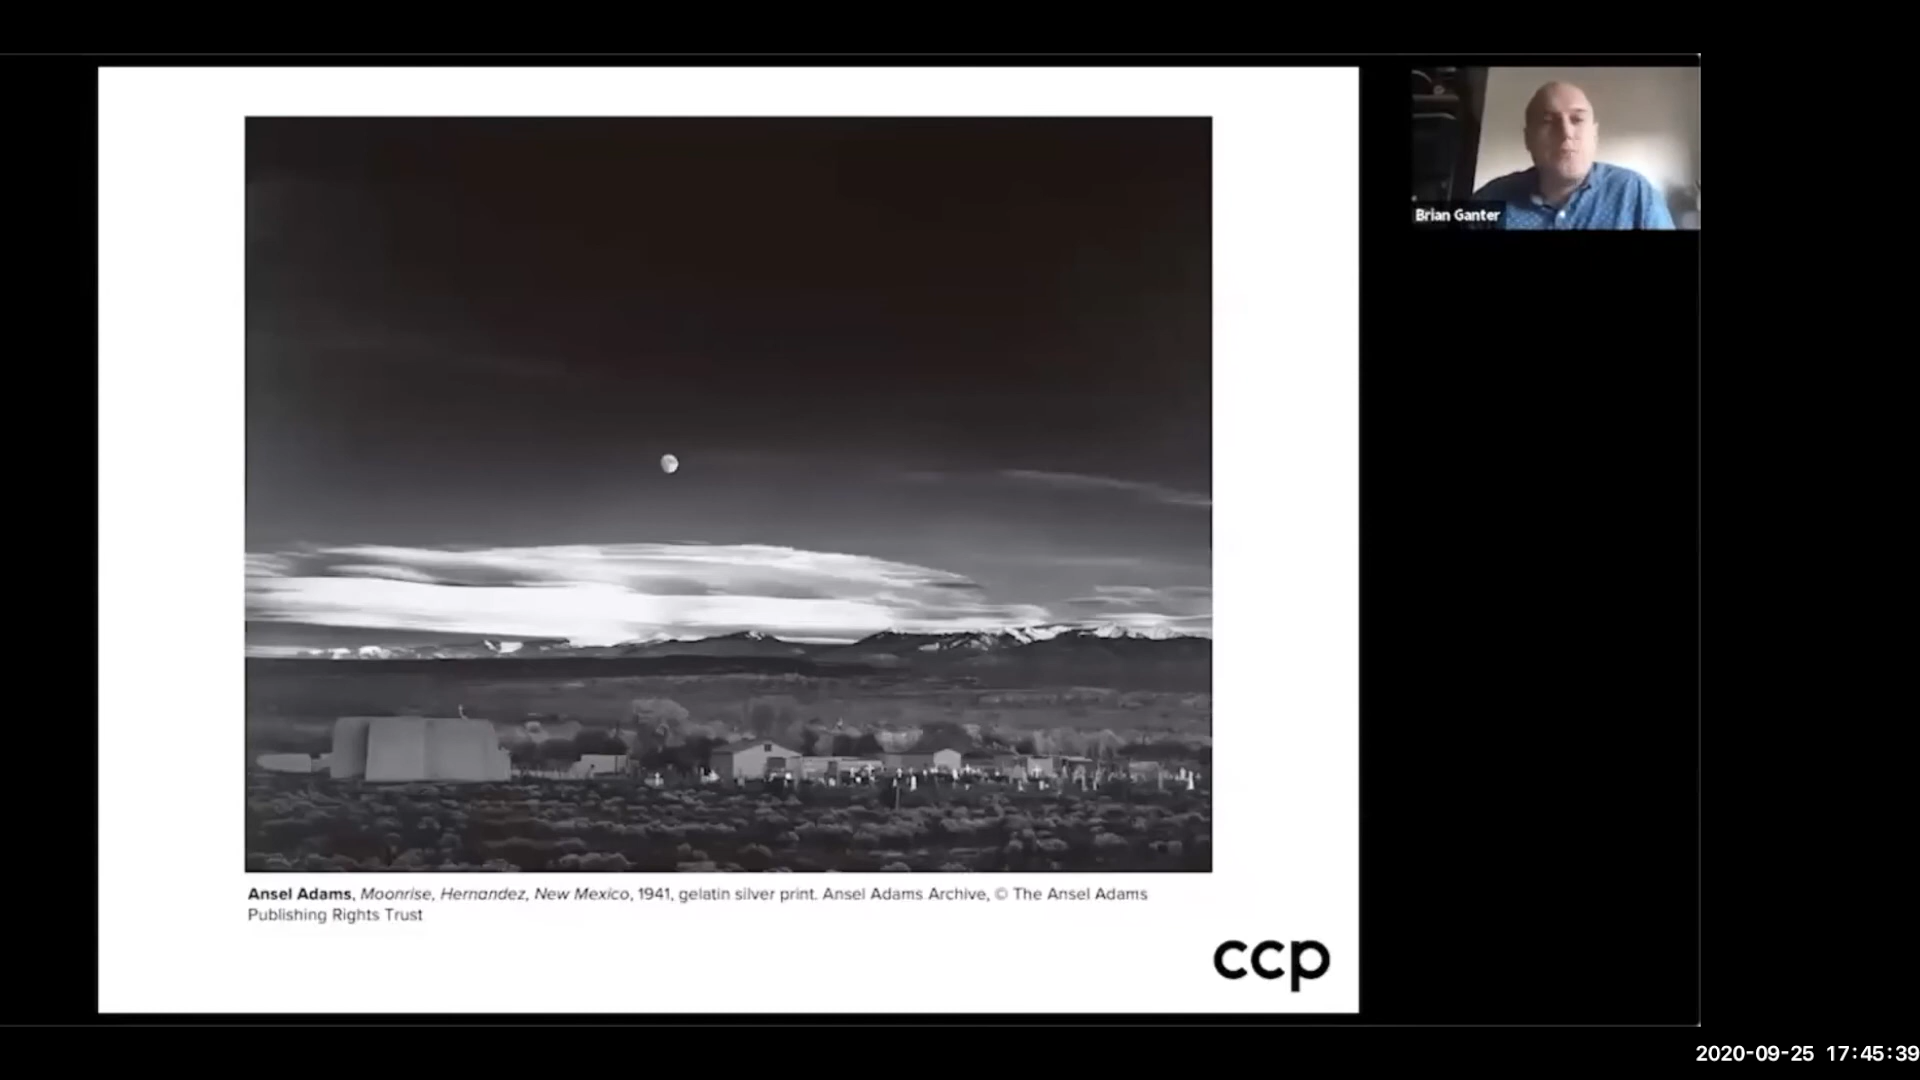 Brian Ganter
Ansel Adams, Moonrise, Hernandez, New Mexico, 1941, gelatin silver print. Ansel Adams Archive, © The Ansel Adams
Publishing Rights Trust
ccp
2020-09-25 17:45:39